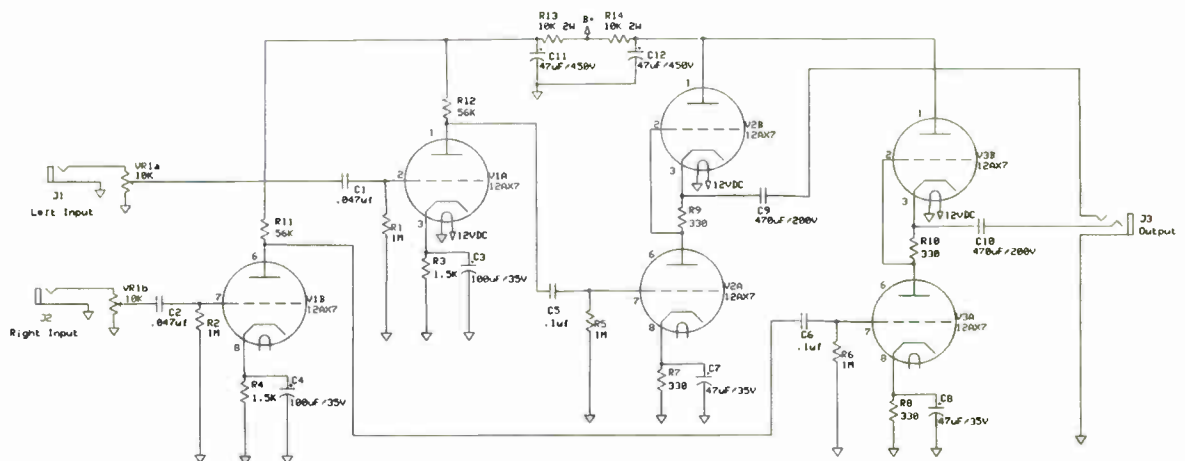 R13
10K 2W
B+
R14
10K 2W
C11
47uF/450V
C12
47uF/450V
R12
56K
1
V1A
12AX7
2
3
12VDC
VR1a
10K
J1
Left Input
C1
.047uf
R1
1M
R3
1.5K
C3
100uF/35V
R11
56K
6
V1B
12AX7
7
8
VR1b
10K
J2
Right Input
C2
.047uf
R2
1M
R4
1.5K
C4
100uF/35V
1
V2B
12AX7
2
3
12VDC
R9
330
C9
470uF/200V
6
V2A
12AX7
7
8
C5
.1uf
R5
1M
R7
330
C7
47uF/35V
1
V3B
12AX7
2
3
12VDC
R10
330
C10
470uF/200V
J3
Output
6
V3A
12AX7
7
8
C6
.1uf
R6
1M
R8
330
C8
47uF/35V